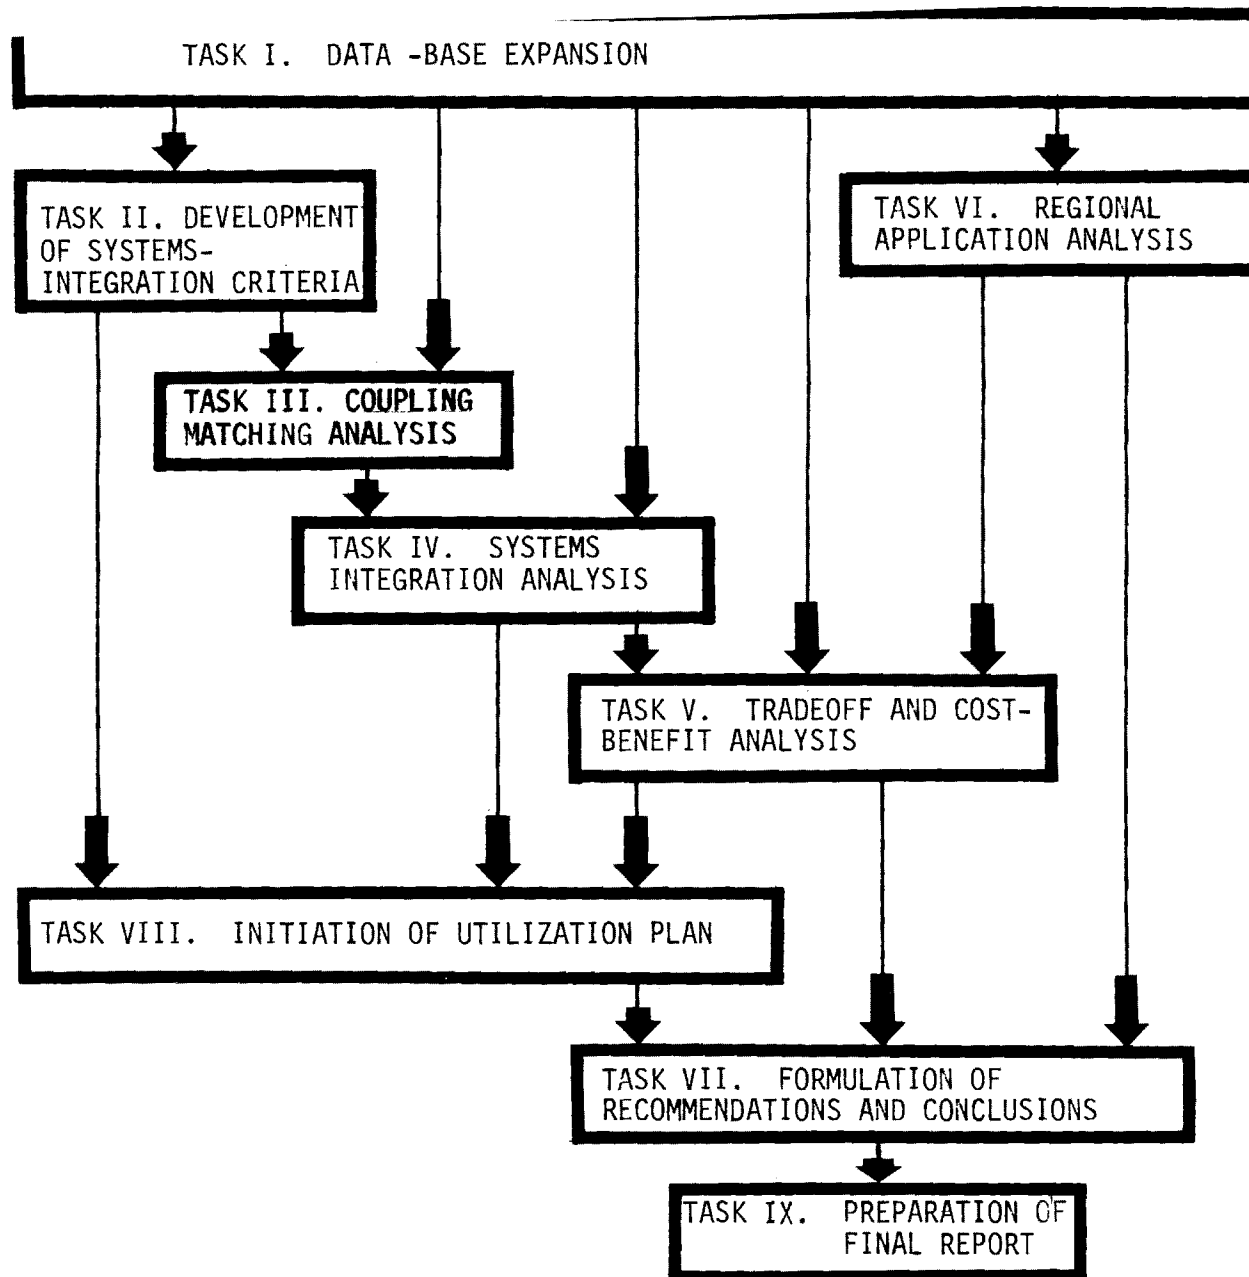 TASK I. DATA -BASE EXPANSION
TASK II. DEVELOPMENT
OF SYSTEMS-
INTEGRATION CRITERIA
TASK VI. REGIONAL
APPLICATION ANALYSIS
TASK III. COUPLING
MATCHING ANALYSIS
TASK IV. SYSTEMS
INTEGRATION ANALYSIS
TASK V. TRADEOFF AND COST-
BENEFIT ANALYSIS
TASK VIII. INITIATION OF UTILIZATION PLAN
TASK VII. FORMULATION OF
RECOMMENDATIONS AND CONCLUSIONS
TASK IX. PREPARATION OF
FINAL REPORT